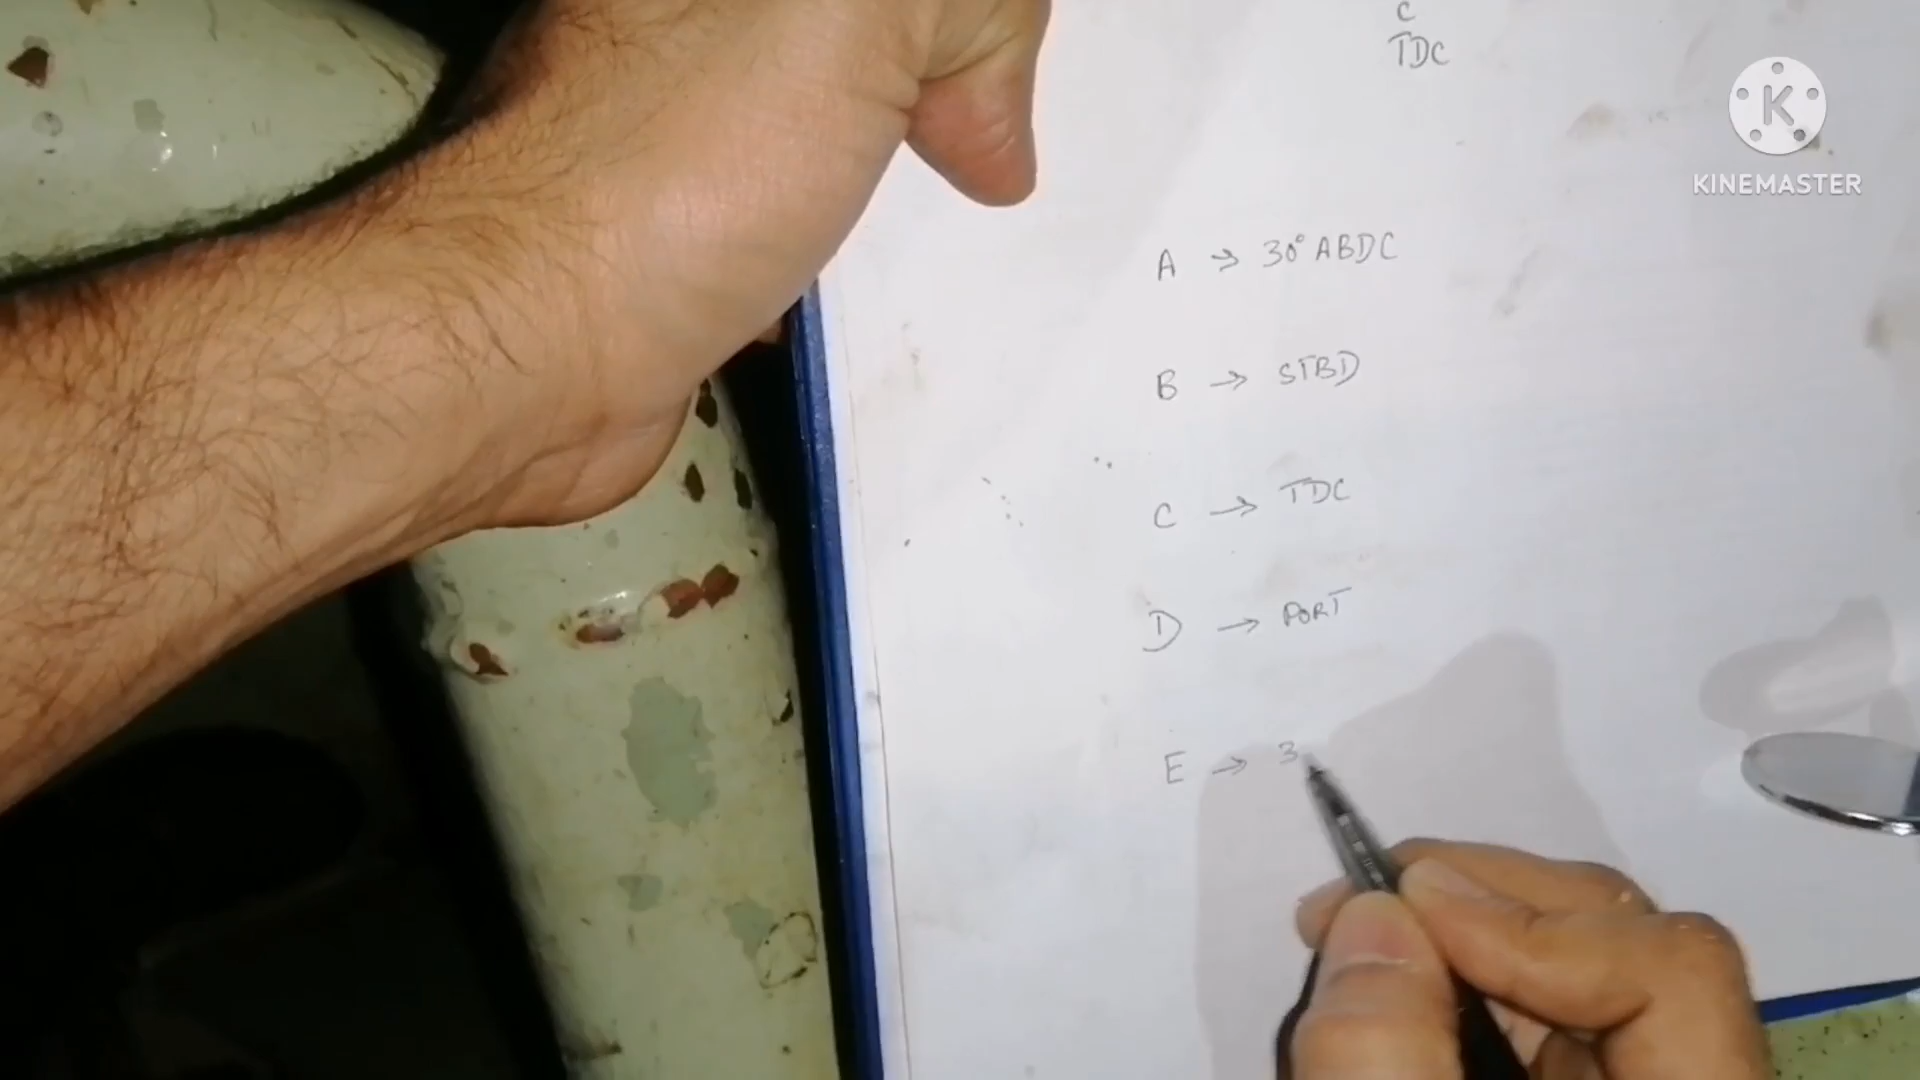 C
TDC
KINEMASTER
A → 30° ABDC
B → STBD
C → TDC
D → PORT
E → 3